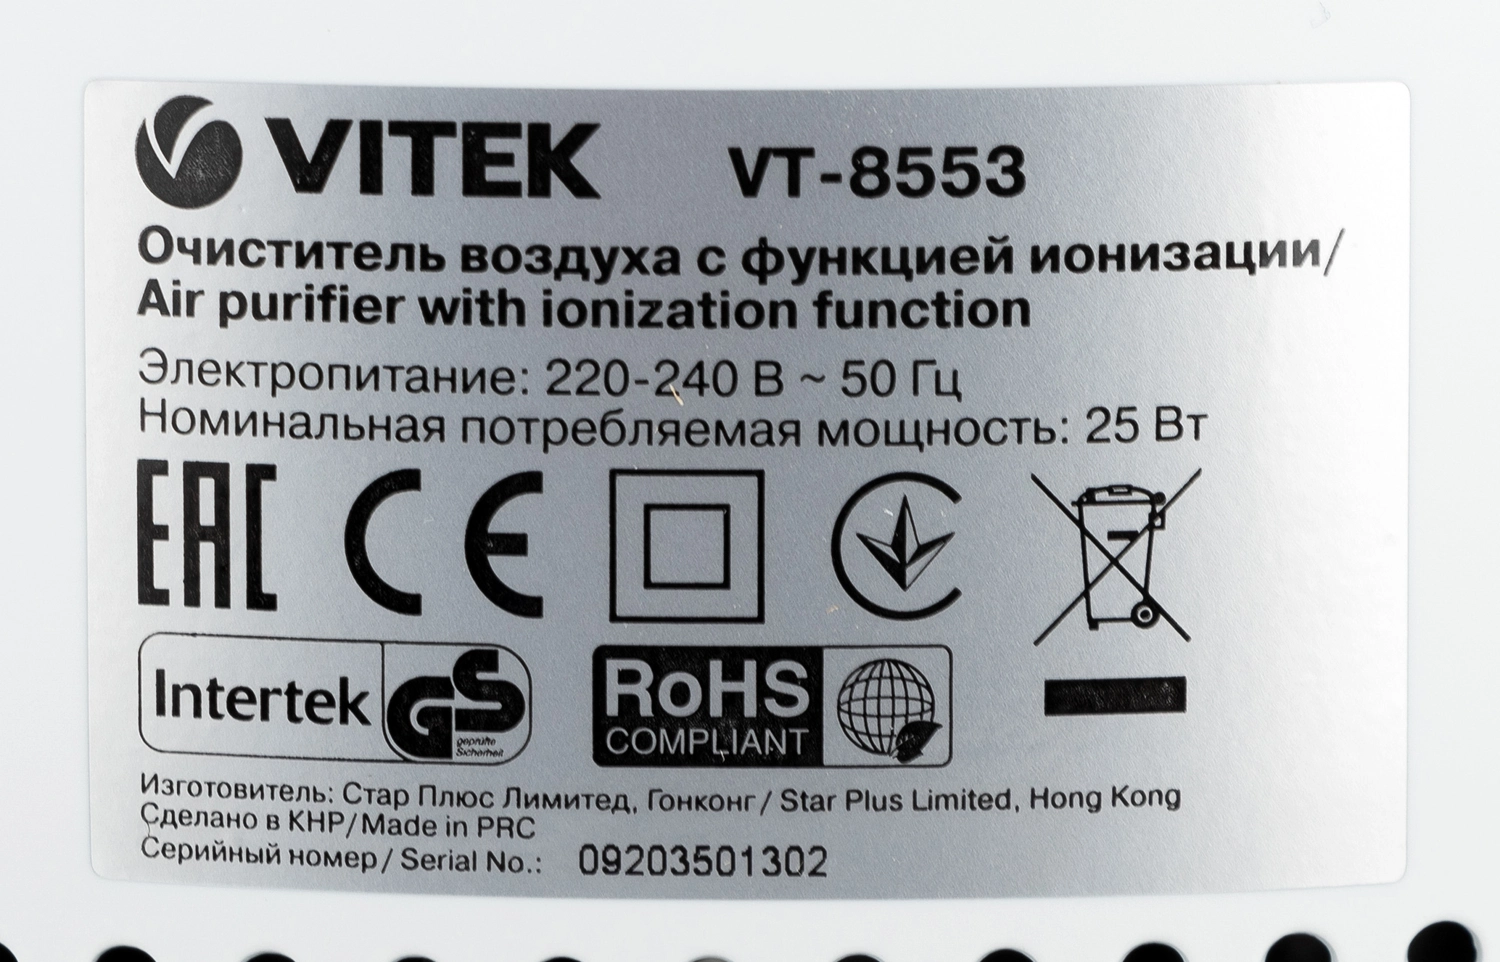 VITEK VT-8553
Очиститель воздуха с функцией ионизации/
Air purifier with ionization function
Электропитание: 220-240 В ~ 50 Гц
Номинальная потребляемая мощность: 25 Вт
EAC CE
Intertek GS geprüfte Sicherheit
RoHS
COMPLIANT
Изготовитель: Стар Плюс Лимитед, Гонконг / Star Plus Limited, Hong Kong
Сделано в КНР/Made in PRC
Серийный номер / Serial No.: 09203501302